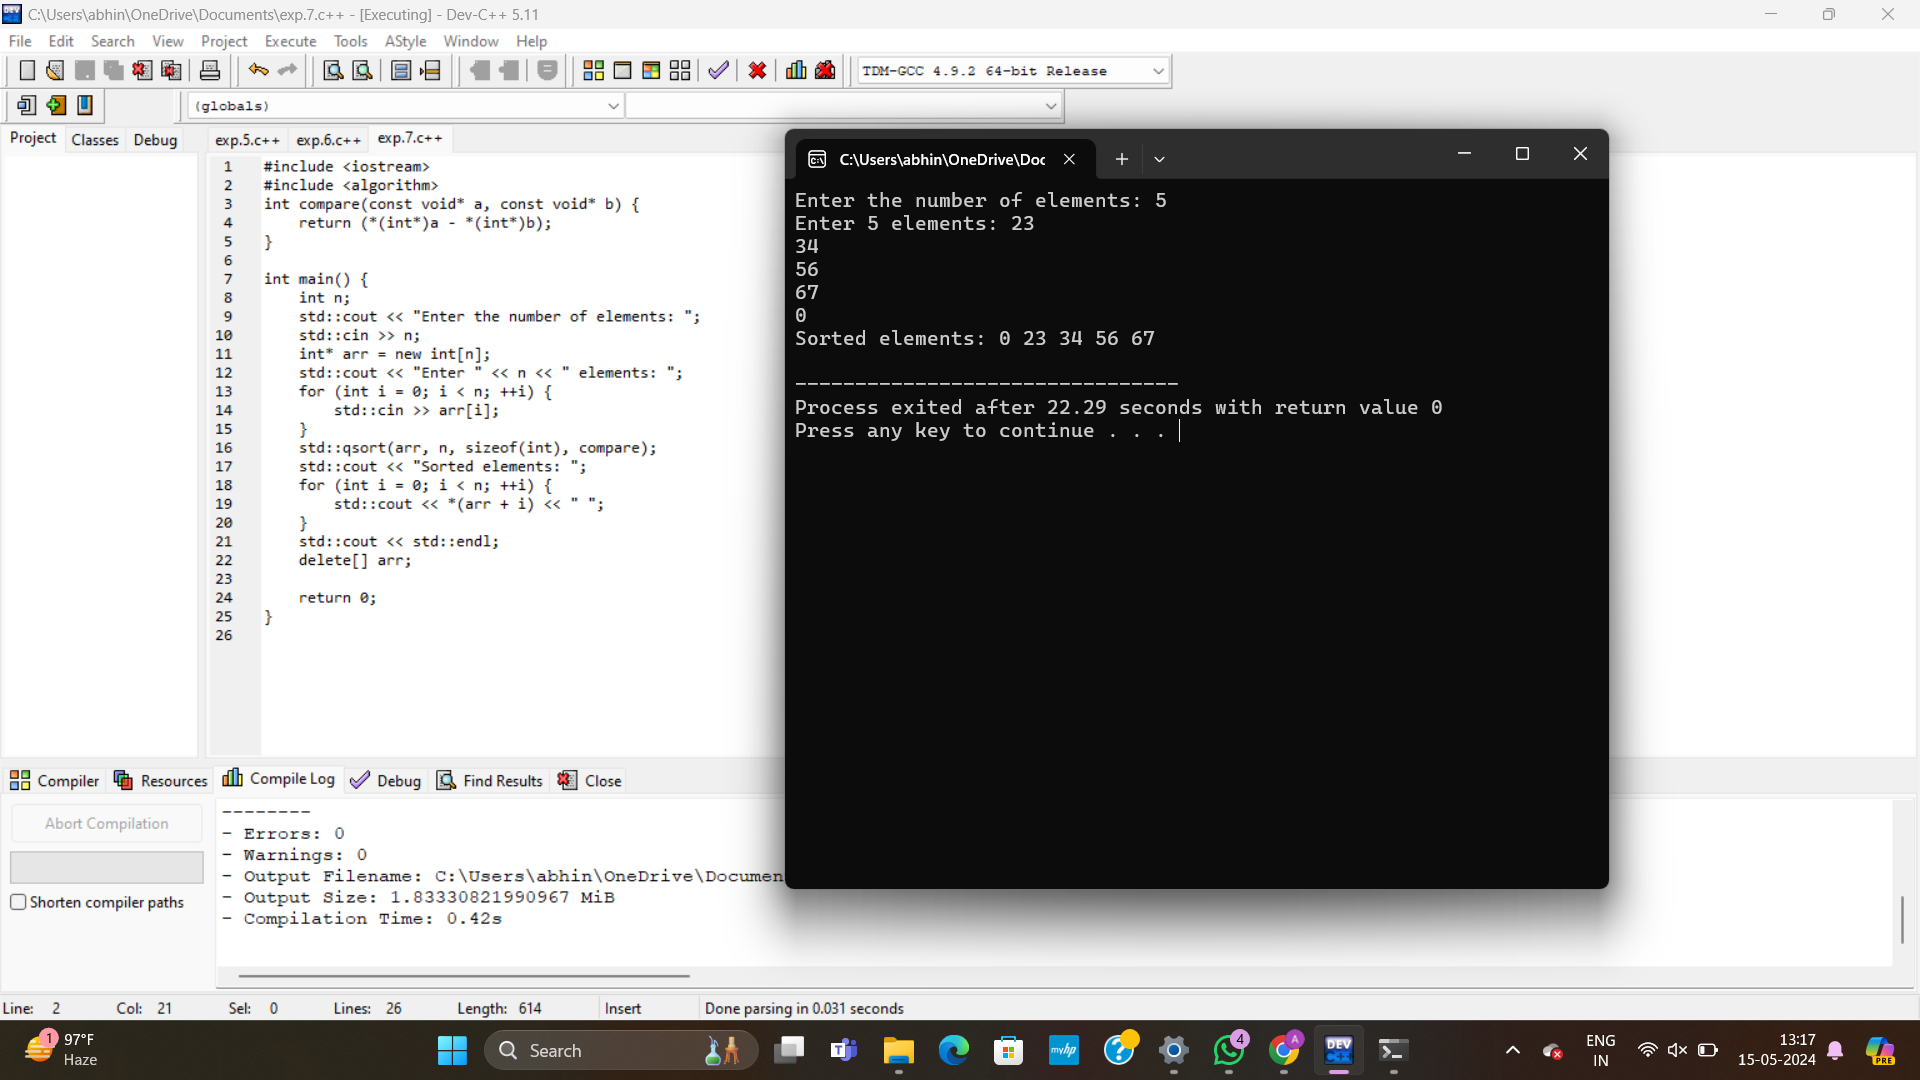 C:\Users\abhin\OneDrive\Documents\exp.7.c++ - [Executing] - Dev-C++ 5.11
File Edit Search View Project Execute Tools AStyle Window Help
TDM-GCC 4.9.2 64-bit Release
(globals)
Project Classes Debug
exp.5.c++ exp.6.c++ exp.7.c++
1 #include <iostream>
2 #include <algorithm>
3 int compare(const void* a, const void* b) {
4 return (*(int*)a - *(int*)b);
5 }
6
7 int main() {
8 int n;
9 std::cout << "Enter the number of elements: ";
10 std::cin >> n;
11 int* arr = new int[n];
12 std::cout << "Enter " << n << " elements: ";
13 for (int i = 0; i < n; ++i) {
14 std::cin >> arr[i];
15 }
16 std::qsort(arr, n, sizeof(int), compare);
17 std::cout << "Sorted elements: ";
18 for (int i = 0; i < n; ++i) {
19 std::cout << *(arr + i) << " ";
20 }
21 std::cout << std::endl;
22 delete[] arr;
23
24 return 0;
25 }
26
C:\Users\abhin\OneDrive\Doc
Enter the number of elements: 5
Enter 5 elements: 23
34
56
67
0
Sorted elements: 0 23 34 56 67
--------------------------------
Process exited after 22.29 seconds with return value 0
Press any key to continue . . .
Compiler Resources Compile Log Debug Find Results Close
Abort Compilation
Shorten compiler paths
--------
- Errors: 0
- Warnings: 0
- Output Filename: C:\Users\abhin\OneDrive\Documen
- Output Size: 1.83330821990967 MiB
- Compilation Time: 0.42s
Line: 2 Col: 21 Sel: 0 Lines: 26 Length: 614 Insert Done parsing in 0.031 seconds
1
97°F
Haze
Search
myhp
4
A
DEV
ENG
IN
13:17
15-05-2024
PRE